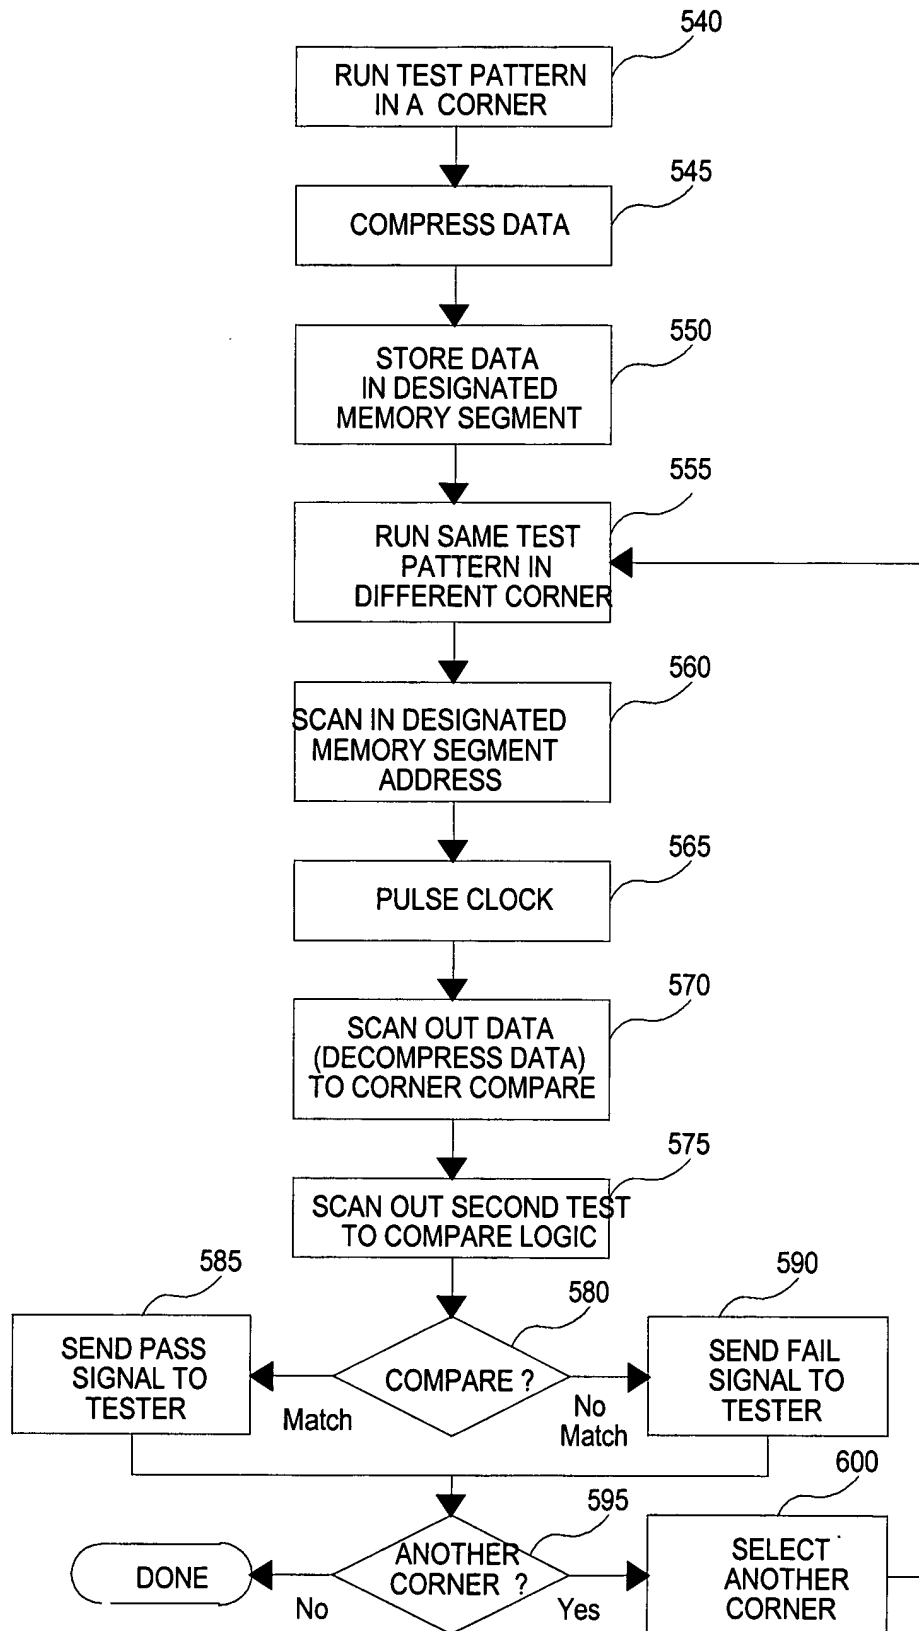 540
RUN TEST PATTERN
IN A CORNER
545
COMPRESS DATA
550
STORE DATA
IN DESIGNATED
MEMORY SEGMENT
555
RUN SAME TEST
PATTERN IN
DIFFERENT CORNER
560
SCAN IN DESIGNATED
MEMORY SEGMENT
ADDRESS
565
PULSE CLOCK
570
SCAN OUT DATA
(DECOMPRESS DATA)
TO CORNER COMPARE
575
SCAN OUT SECOND TEST
TO COMPARE LOGIC
585
SEND PASS
SIGNAL TO
TESTER
580
COMPARE ?
Match
No
Match
590
SEND FAIL
SIGNAL TO
TESTER
595
ANOTHER
CORNER ?
No
Yes
DONE
600
SELECT
ANOTHER
CORNER